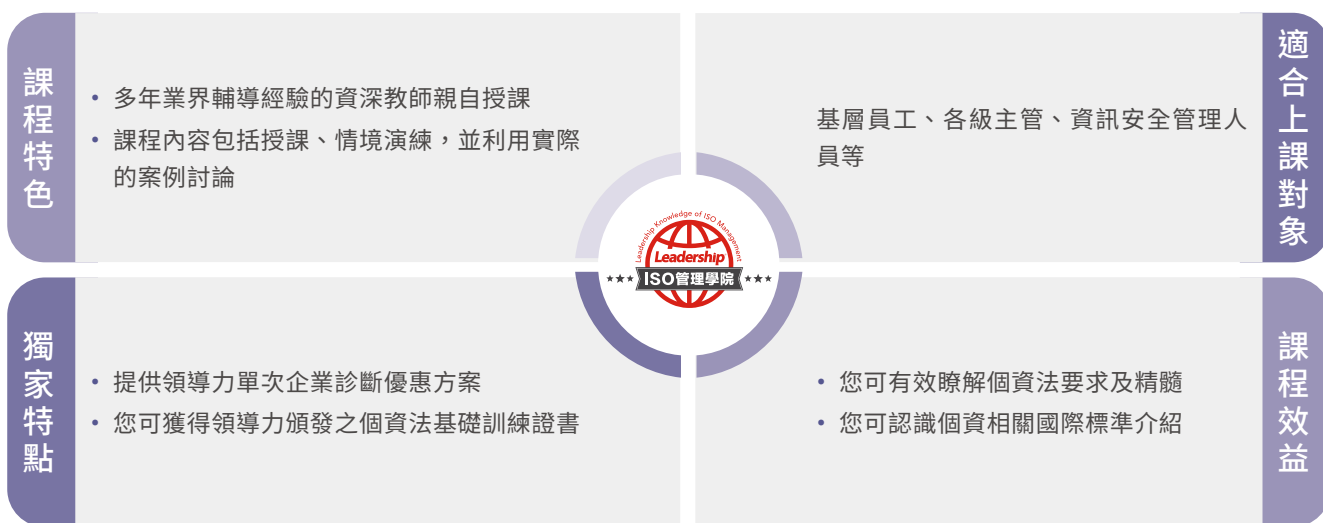 課程特色
• 多年業界輔導經驗的資深教師親自授課
• 課程內容包括授課、情境演練，並利用實際
的案例討論
適合上課對象
基層員工、各級主管、資訊安全管理人
員等
Leadership Knowledge of ISO Management
Leadership
ISO管理學院
獨家特點
• 提供領導力單次企業診斷優惠方案
• 您可獲得領導力頒發之個資法基礎訓練證書
課程效益
• 您可有效瞭解個資法要求及精髓
• 您可認識個資相關國際標準介紹